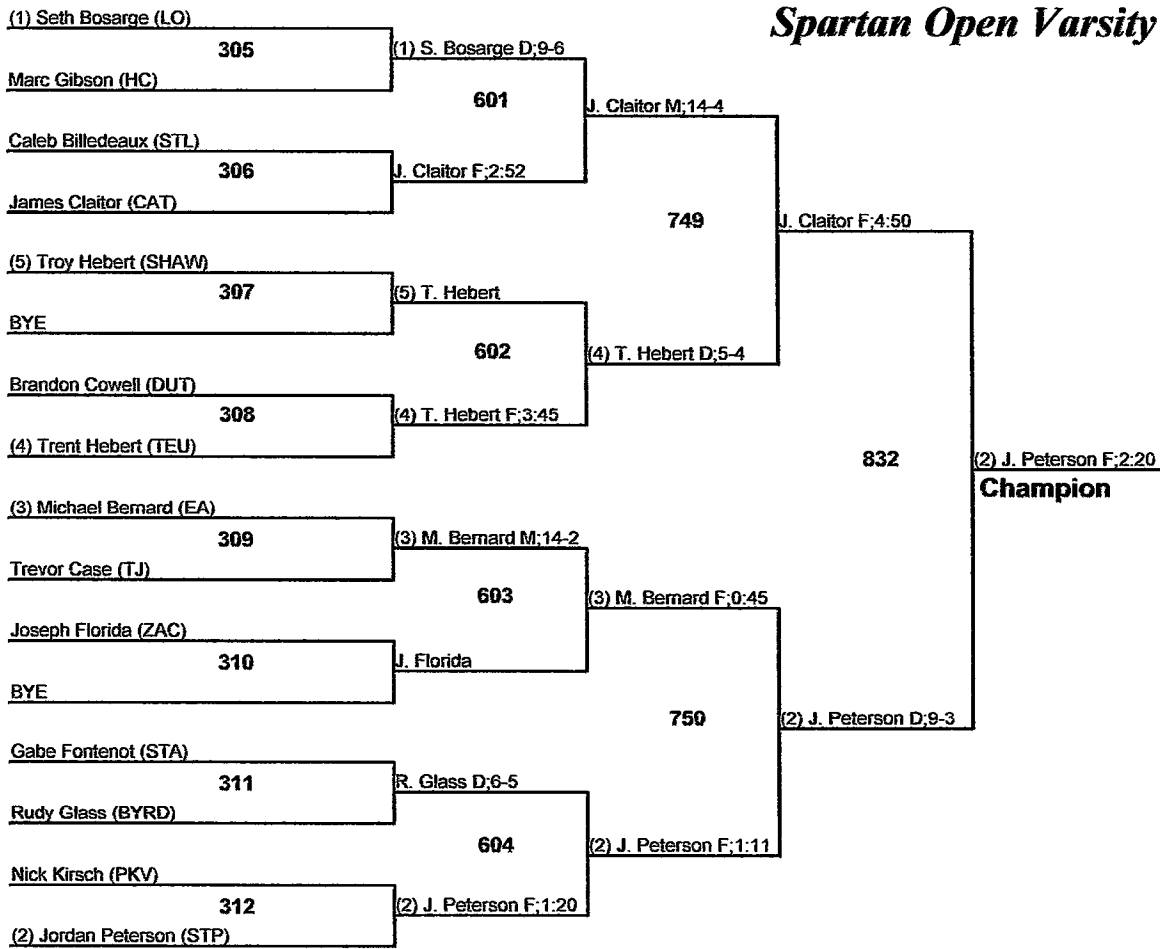 Spartan Open Varsity
(1) Seth Bosarge (LO)
305
Marc Gibson (HC)
(1) S. Bosarge D;9-6
601
Caleb Billedeaux (STL)
306
James Claitor (CAT)
J. Claitor F;2:52
J. Claitor M;14-4
749
(5) Troy Hebert (SHAW)
307
BYE
(5) T. Hebert
602
Brandon Cowell (DUT)
308
(4) Trent Hebert (TEU)
(4) T. Hebert F;3:45
(4) T. Hebert D;5-4
J. Claitor F;4:50
832
(2) J. Peterson F;2:20
Champion
(3) Michael Bernard (EA)
309
Trevor Case (TJ)
(3) M. Bernard M;14-2
603
Joseph Florida (ZAC)
310
BYE
J. Florida
(3) M. Bernard F;0:45
750
(2) J. Peterson D;9-3
Gabe Fontenot (STA)
311
Rudy Glass (BYRD)
R. Glass D;6-5
604
Nick Kirsch (PKV)
312
(2) Jordan Peterson (STP)
(2) J. Peterson F;1:20
(2) J. Peterson F;1:11